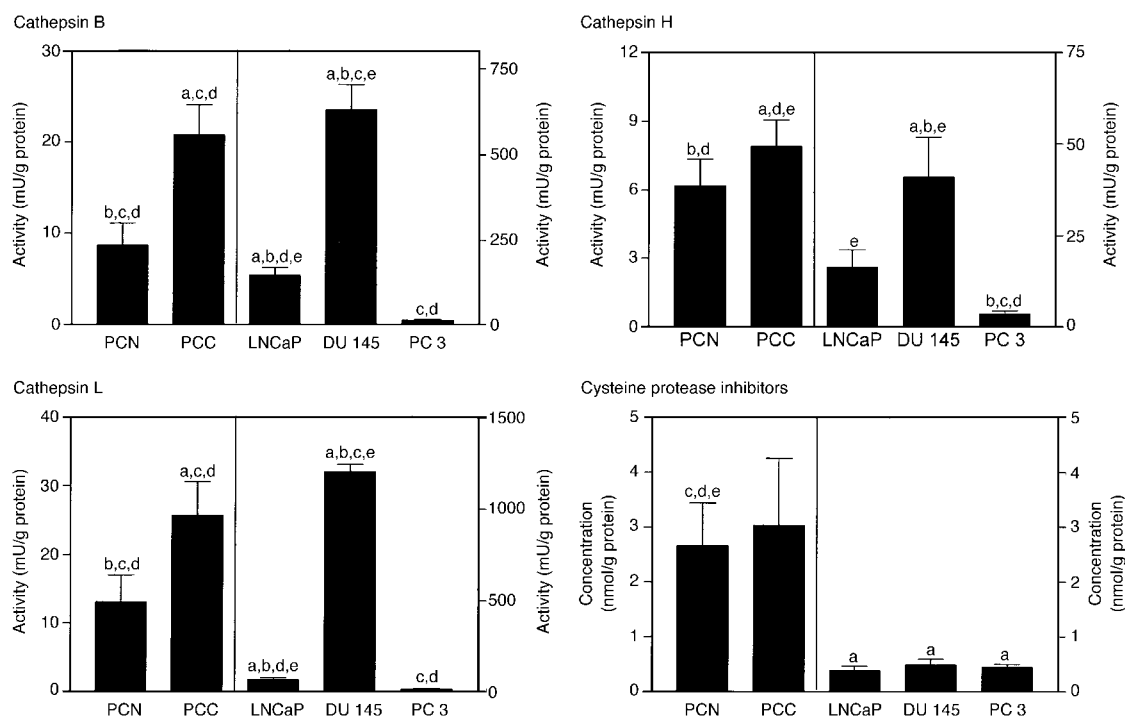 Cathepsin B
Activity (mU/g protein)
30
20
10
0
b,c,d
a,c,d
a,b,d,e
a,b,c,e
c,d
750
500
250
0
Activity (mU/g protein)
PCN PCC LNCaP DU 145 PC 3
Cathepsin H
Activity (mU/g protein)
12
9
6
3
0
b,d
a,d,e
e
a,b,e
b,c,d
75
50
25
0
Activity (mU/g protein)
PCN PCC LNCaP DU 145 PC 3
Cathepsin L
Activity (mU/g protein)
40
30
20
10
0
b,c,d
a,c,d
a,b,d,e
a,b,c,e
c,d
1500
1000
500
0
Activity (mU/g protein)
PCN PCC LNCaP DU 145 PC 3
Cysteine protease inhibitors
Concentration
(nmol/g protein)
5
4
3
2
1
0
c,d,e
a
a
a
5
4
3
2
1
0
Concentration
(nmol/g protein)
PCN PCC LNCaP DU 145 PC 3